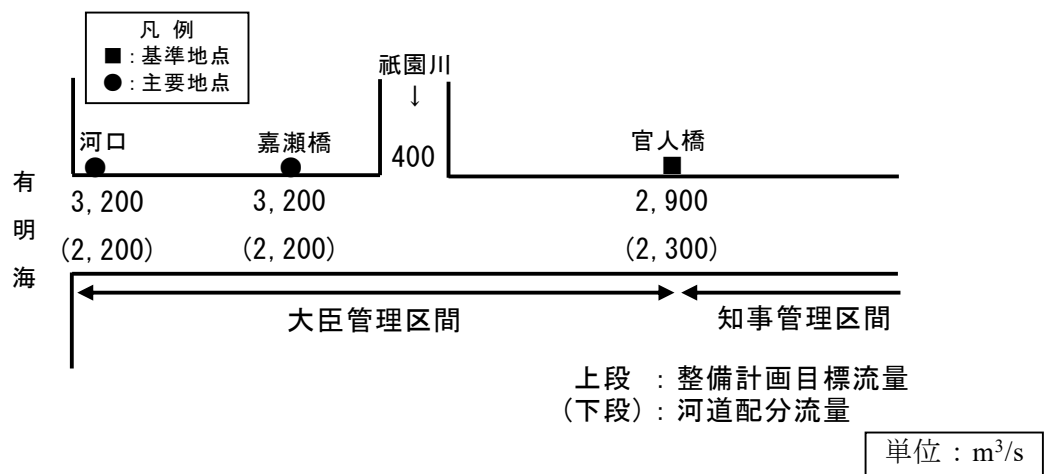 凡 例
■：基準地点
●：主要地点
祇園川
↓
400
河口
嘉瀬橋
官人橋
有明海
3,200
3,200
2,900
(2,200)
(2,200)
(2,300)
大臣管理区間
知事管理区間
上段 ：整備計画目標流量
(下段)：河道配分流量
単位：m³/s